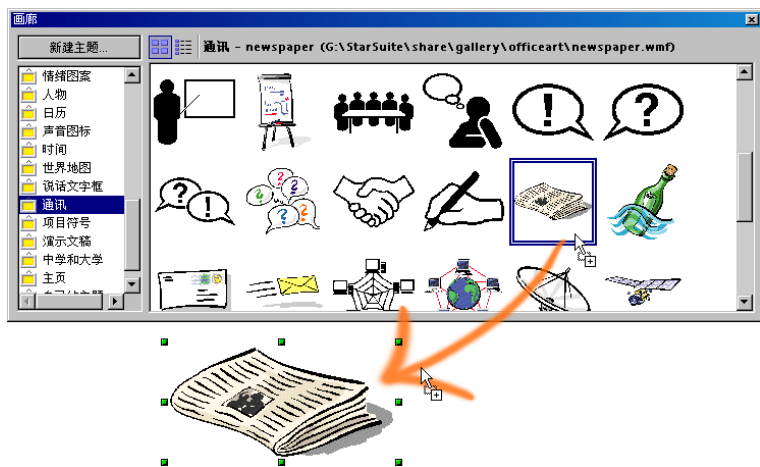 画廊
新建主题...
通讯 - newspaper (G:\StarSuite\share\gallery\officeart\newspaper.wmf)
情绪图案
人物
日历
声音图标
时间
世界地图
说话文字框
通讯
项目符号
演示文稿
中学和大学
主页